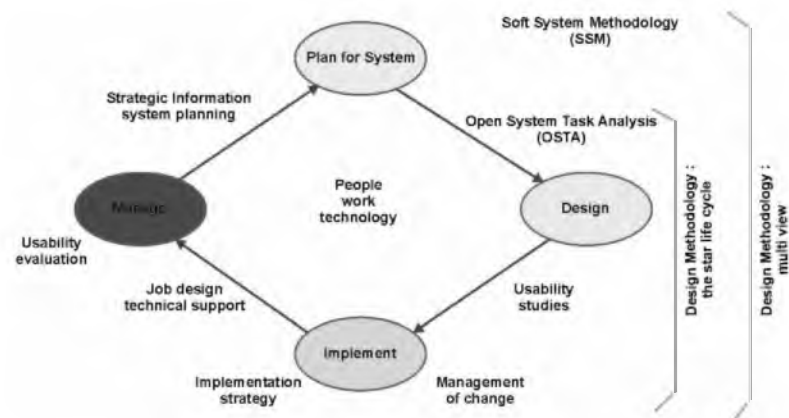 Soft System Methodology
(SSM)
Plan for System
Strategic Information
system planning
Open System Task Analysis
(OSTA)
People
work
technology
Manage
Design
Usability
evaluation
Job design
technical support
Usability
studies
Implement
Implementation
strategy
Management
of change
Design Methodology :
the star life cycle
Design Methodology :
multi view